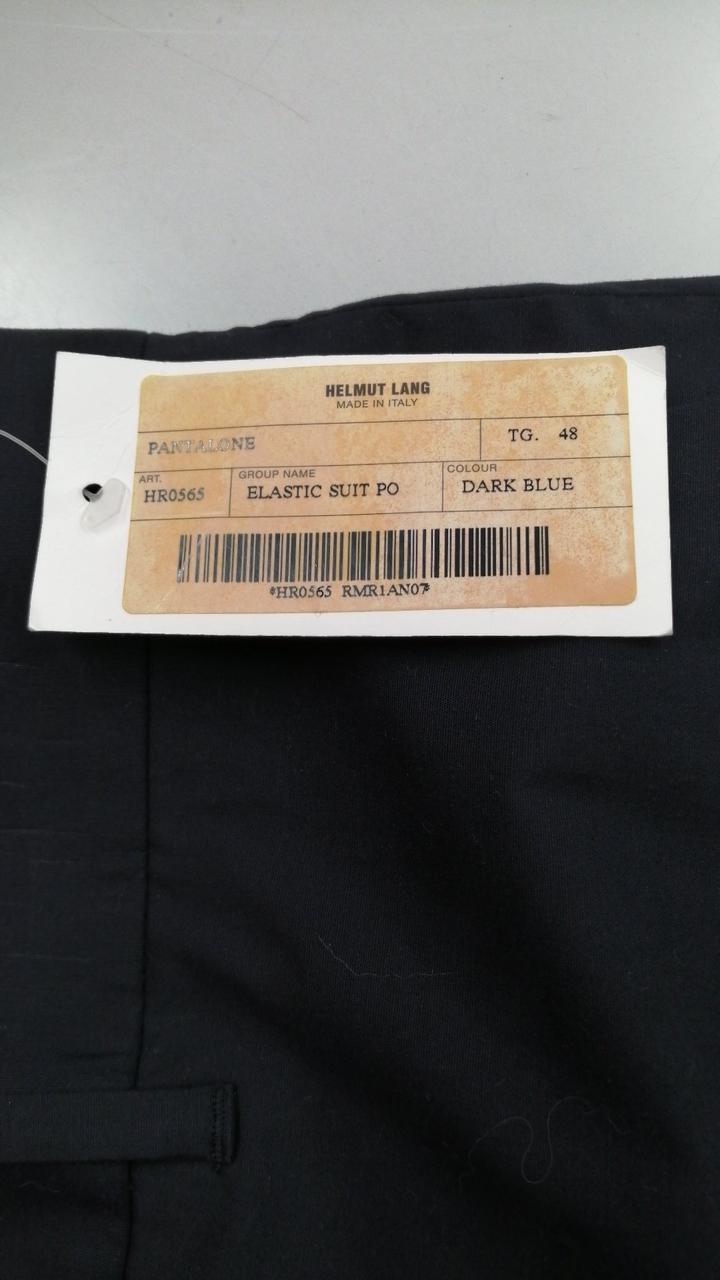 HELMUT LANG
MADE IN ITALY
PANTALONE
TG. 48
ART.
HR0565
GROUP NAME
ELASTIC SUIT PO
COLOUR
DARK BLUE
*HR0565 RMR1AN07*